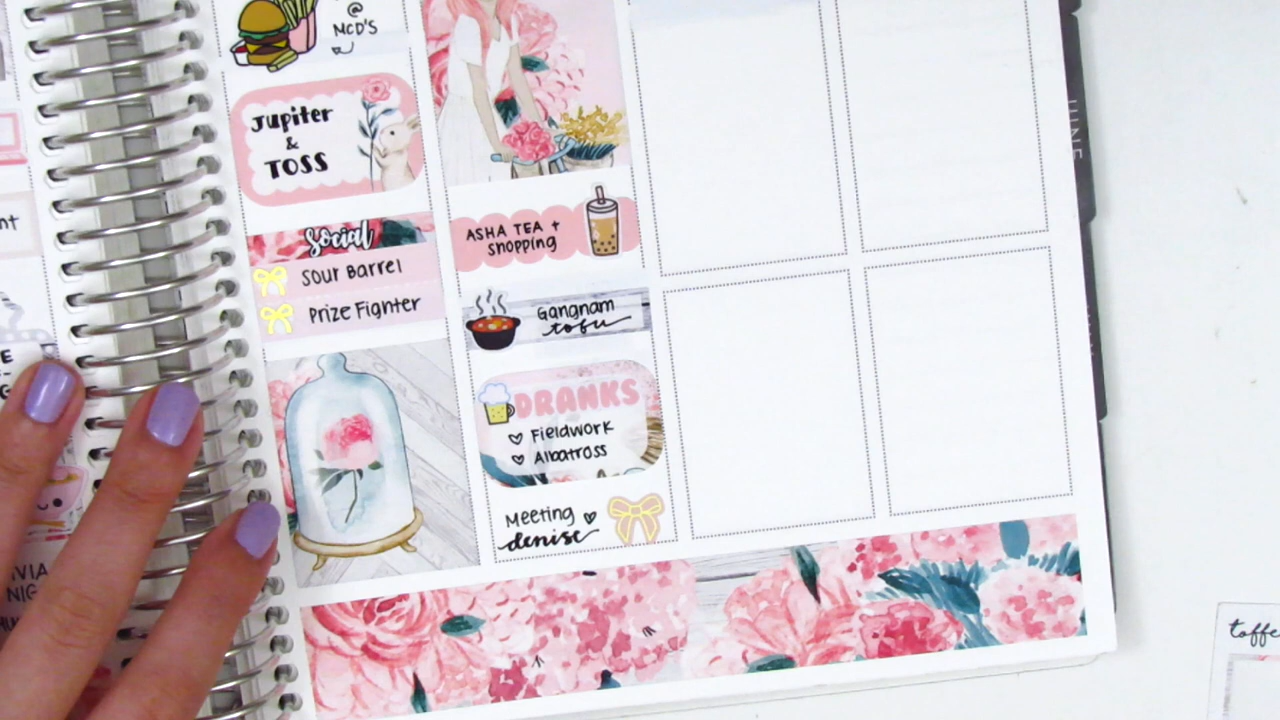 @
MCD'S
Jupiter
&
TOSS
Social
Sour Barrel
Prize Fighter
ASHA TEA +
shopping
Gangnam
tofu
DRANKS
Fieldwork
Albatross
Meeting
denise
JUNE